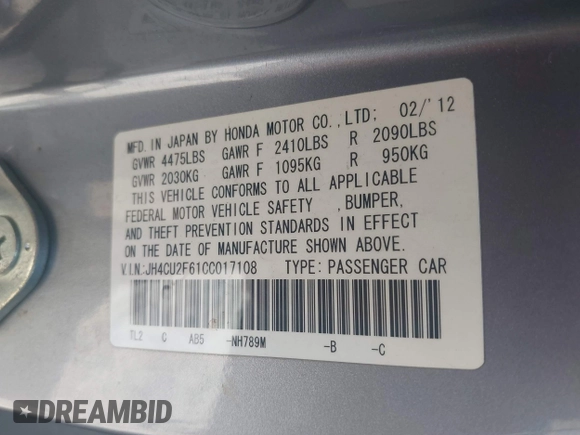 MFD. IN JAPAN BY HONDA MOTOR CO.,LTD; 02/'12
GVWR 4475LBS GAWR F 2410LBS R 2090LBS
GVWR 2030KG GAWR F 1095KG R 950KG
THIS VEHICLE CONFORMS TO ALL APPLICABLE
FEDERAL MOTOR VEHICLE SAFETY ,BUMPER,
AND THEFT PREVENTION STANDARDS IN EFFECT
ON THE DATE OF MANUFACTURE SHOWN ABOVE.
V.I.N:JH4CU2F61CC017108 TYPE: PASSENGER CAR
TL2 C AB5 -NH789M -B -C
DREAMBID